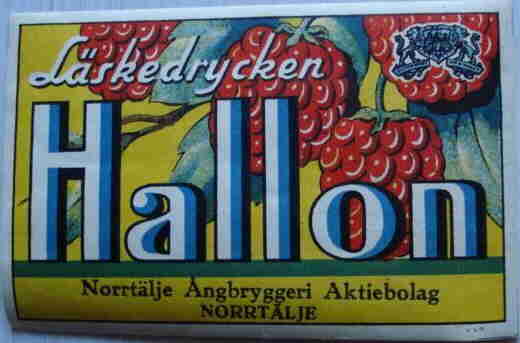 Läskedrycken
Hallon
Norrtälje Ångbryggeri Aktiebolag
NORRTÄLJE